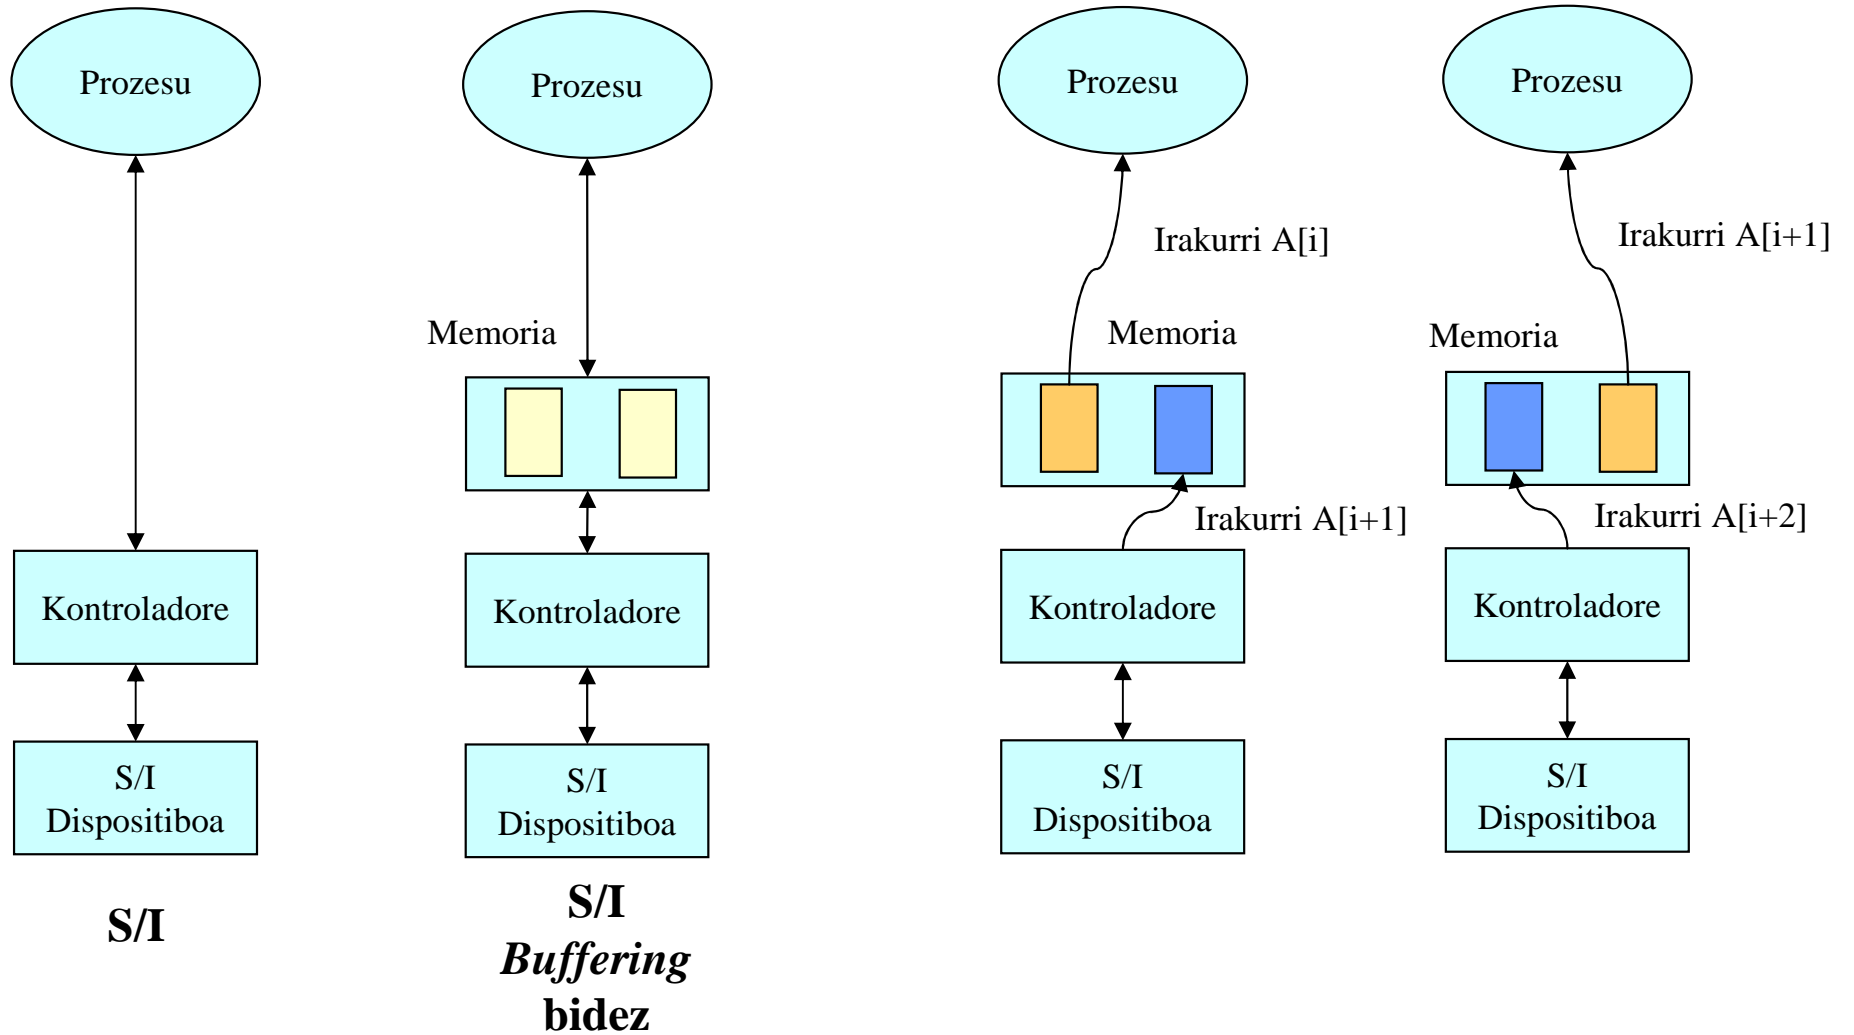 Prozesu
Kontroladore
S/I
Dispositiboa
S/I
Prozesu
Memoria
Kontroladore
S/I
Dispositiboa
S/I
Buffering
bidez
Prozesu
Irakurri A[i]
Memoria
Irakurri A[i+1]
Kontroladore
S/I
Dispositiboa
Prozesu
Irakurri A[i+1]
Memoria
Irakurri A[i+2]
Kontroladore
S/I
Dispositiboa